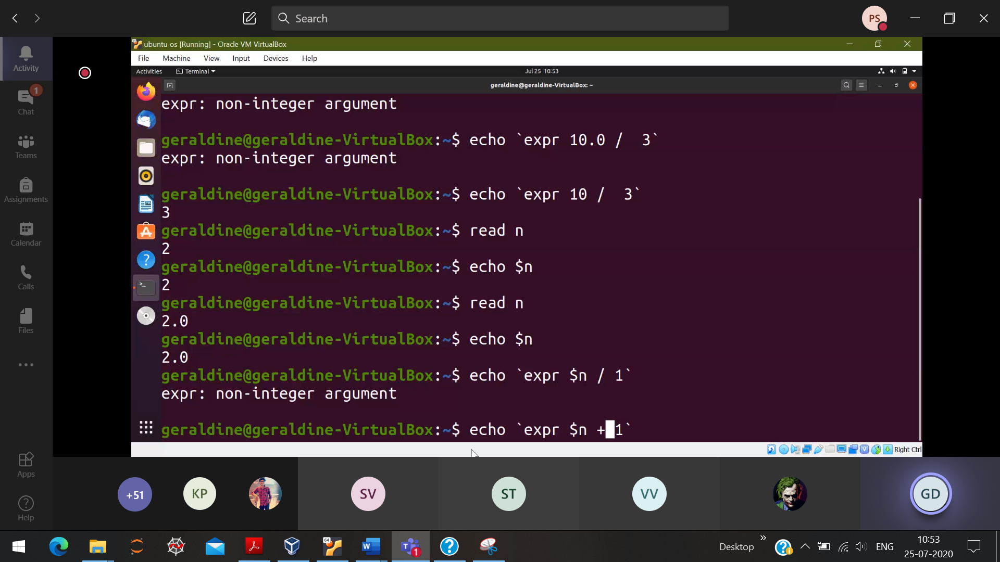 Search
PS
ubuntu os [Running] - Oracle VM VirtualBox
File Machine View Input Devices Help
Activities Terminal Jul 25 10:53
geraldine@geraldine-VirtualBox: ~
expr: non-integer argument
geraldine@geraldine-VirtualBox:~$ echo `expr 10.0 /  3`
expr: non-integer argument
geraldine@geraldine-VirtualBox:~$ echo `expr 10 /  3`
3
geraldine@geraldine-VirtualBox:~$ read n
2
geraldine@geraldine-VirtualBox:~$ echo $n
2
geraldine@geraldine-VirtualBox:~$ read n
2.0
geraldine@geraldine-VirtualBox:~$ echo $n
2.0
geraldine@geraldine-VirtualBox:~$ echo `expr $n / 1`
expr: non-integer argument
geraldine@geraldine-VirtualBox:~$ echo `expr $n + 1`
Right Ctrl
Activity
1
Chat
Teams
Assignments
Calendar
Calls
Files
Apps
Help
+51 KP SV ST VV GD
64
1
Desktop ENG 10:53
25-07-2020